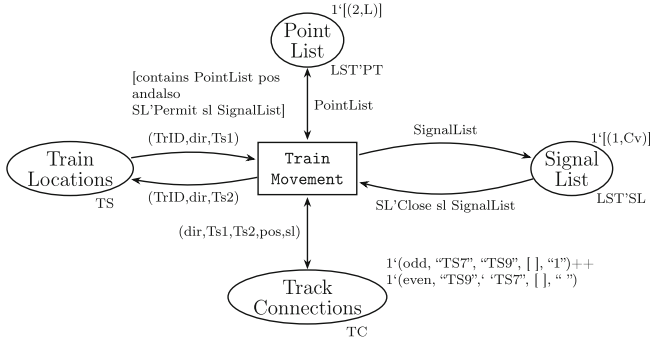 1‘[(2,L)]
Point
List
LST'PT
[contains PointList pos
andalso
SL'Permit sl SignalList]
PointList
(TrID,dir,Ts1)
SignalList
1‘[(1,Cv)]
Train
Locations
TS
Train
Movement
Signal
List
LST'SL
(TrID,dir,Ts2)
SL'Close sl SignalList
(dir,Ts1,Ts2,pos,sl)
1‘(odd, “TS7”, “TS9”, [ ], “1”)++
1‘(even, “TS9”,‘ ‘TS7”, [ ], “ ”)
Track
Connections
TC